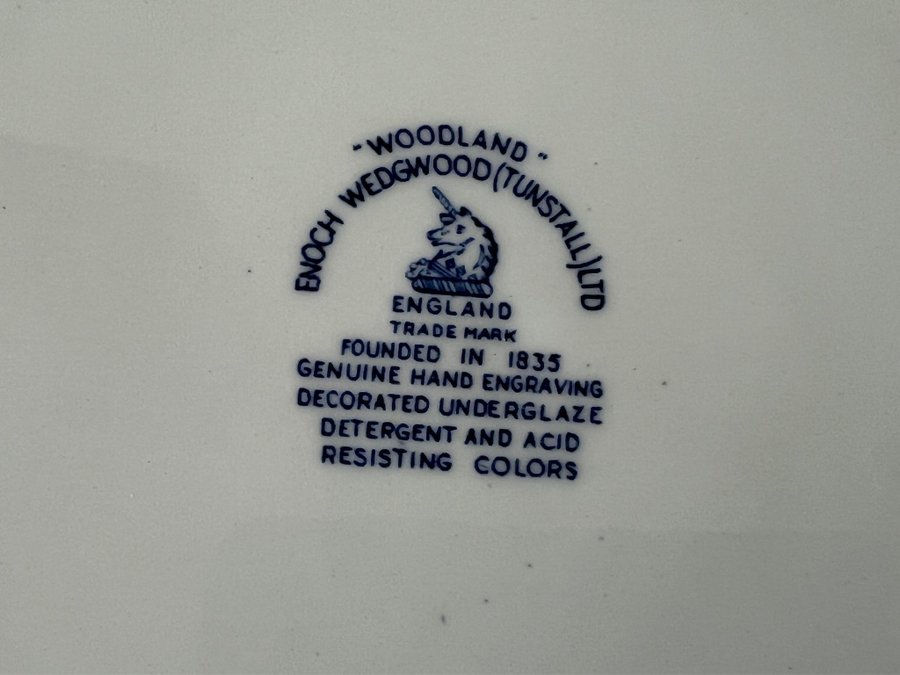 "WOODLAND"
ENOCH WEDGWOOD (TUNSTALL) LTD
ENGLAND
TRADE MARK
FOUNDED IN 1835
GENUINE HAND ENGRAVING
DECORATED UNDERGLAZE
DETERGENT AND ACID
RESISTING COLORS